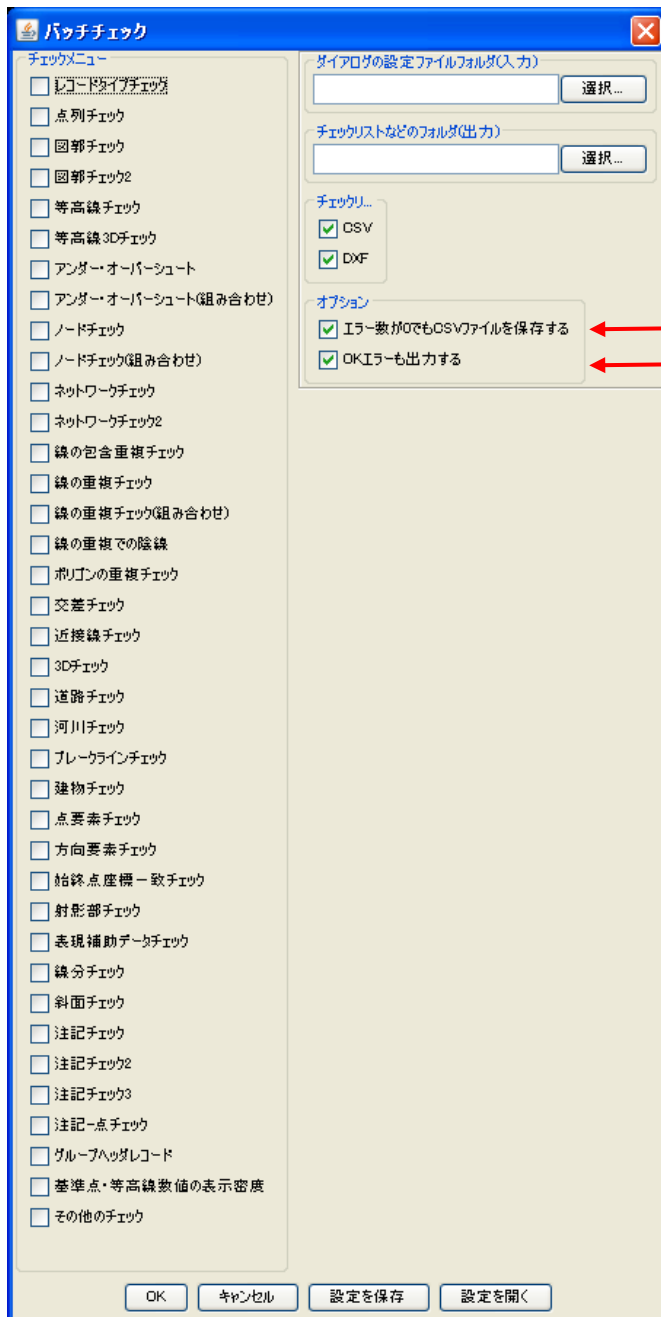 バッチチェック
チェックメニュー
レコードタイプチェック
点列チェック
図郭チェック
図郭チェック2
等高線チェック
等高線3Dチェック
アンダー・オーバーシュート
アンダー・オーバーシュート(組み合わせ)
ノードチェック
ノードチェック(組み合わせ)
ネットワークチェック
ネットワークチェック2
線の包含重複チェック
線の重複チェック
線の重複チェック(組み合わせ)
線の重複での陰線
ポリゴンの重複チェック
交差チェック
近接線チェック
3Dチェック
道路チェック
河川チェック
ブレークラインチェック
建物チェック
点要素チェック
方向要素チェック
始終点座標一致チェック
射影部チェック
表現補助データチェック
線分チェック
斜面チェック
注記チェック
注記チェック2
注記チェック3
注記-点チェック
グループヘッダレコード
基準点・等高線数値の表示密度
その他のチェック
ダイアログの設定ファイルフォルダ(入力)
選択...
チェックリストなどのフォルダ(出力)
選択...
チェックリ...
CSV
DXF
オプション
エラー数が0でもCSVファイルを保存する
OKエラーも出力する
OK
キャンセル
設定を保存
設定を開く